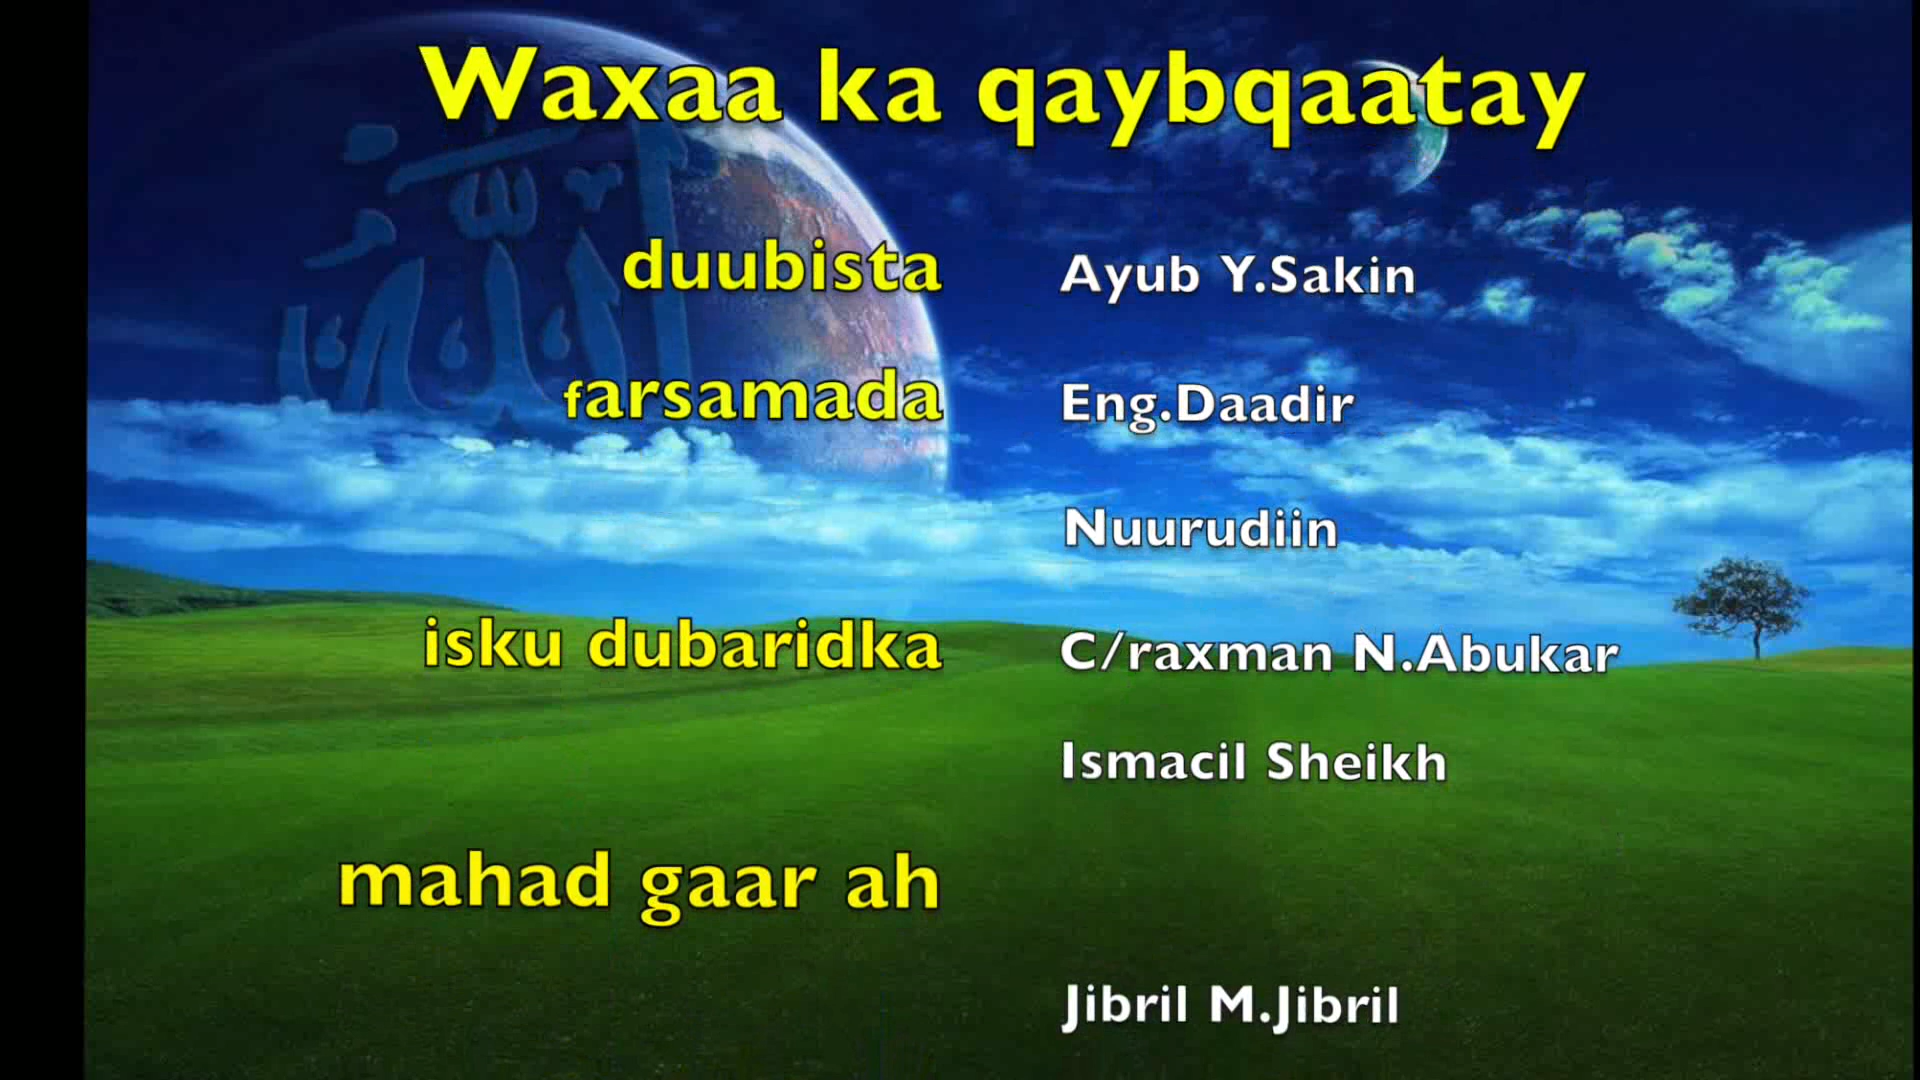 Waxaa ka qaybqaatay
duubista Ayub Y.Sakin
farsamada Eng.Daadir
Nuurudiin
isku dubaridka C/raxman N.Abukar
Ismacil Sheikh
mahad gaar ah
Jibril M.Jibril
الله